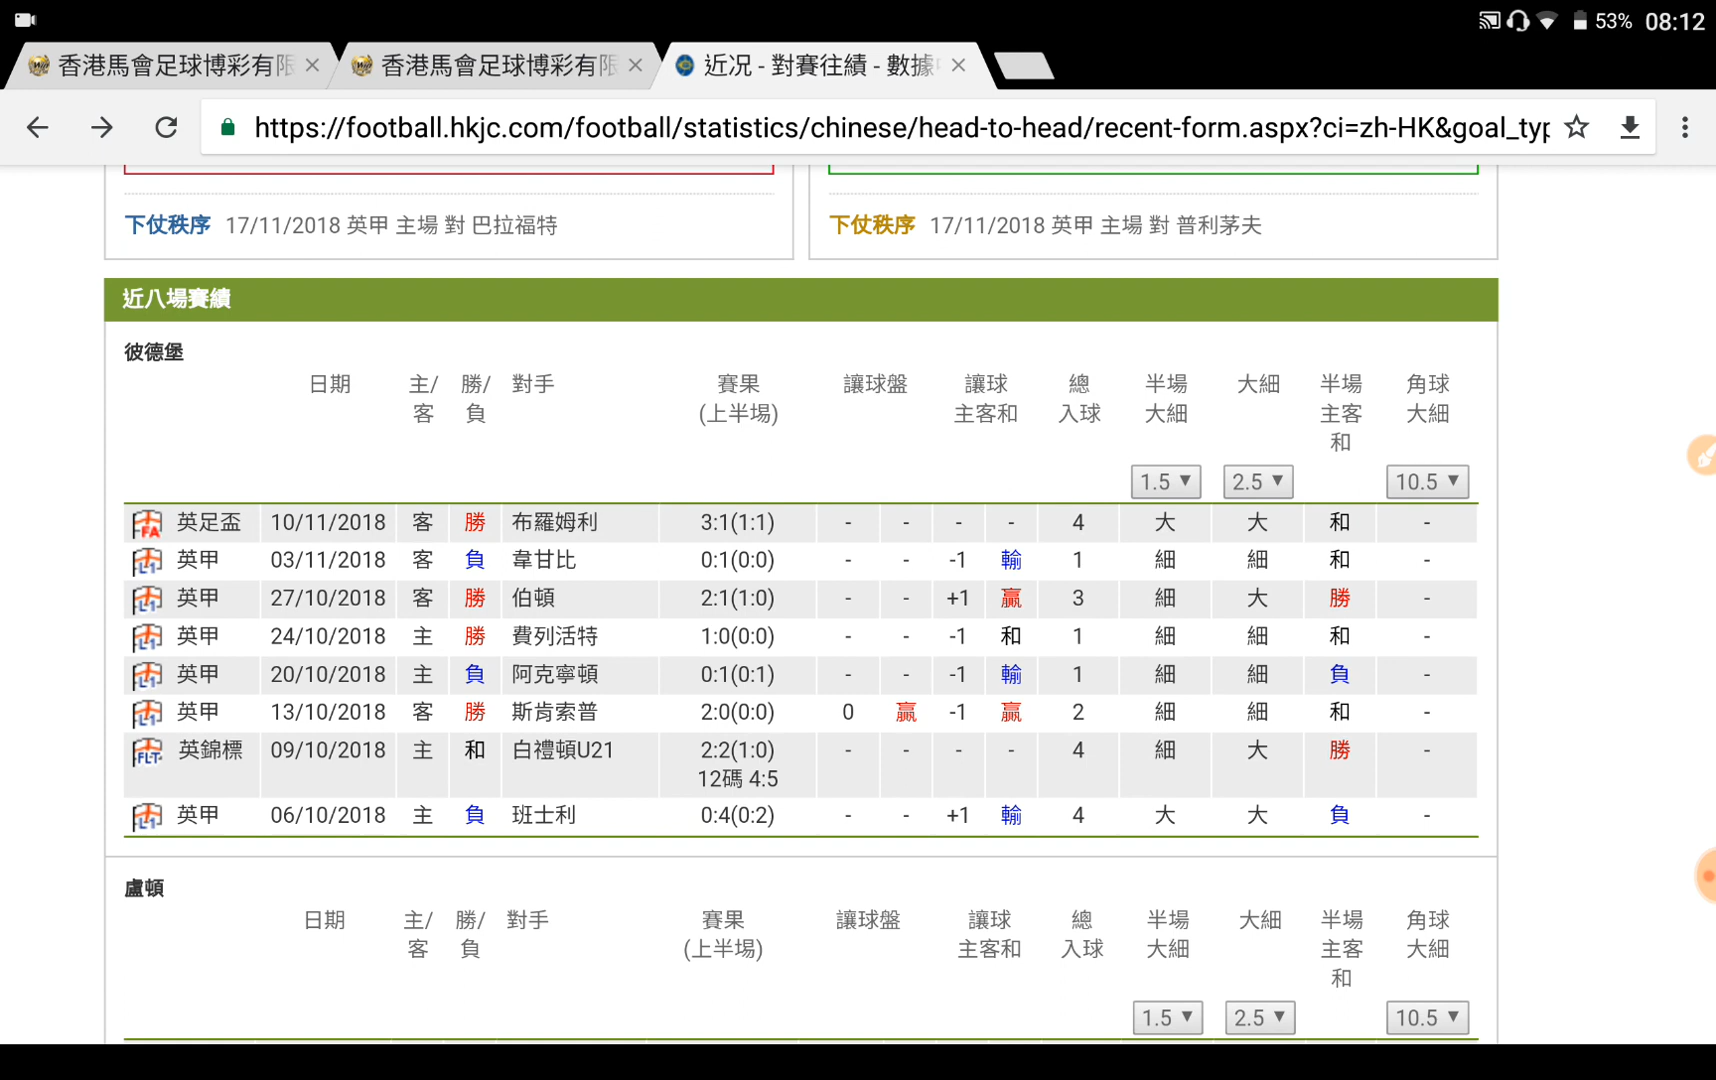 53% 08:12
香港馬會足球博彩有限 香港馬會足球博彩有限 近況 - 對賽往績 - 數據
https://football.hkjc.com/football/statistics/chinese/head-to-head/recent-form.aspx?ci=zh-HK&goal_typ
下仗秩序 17/11/2018 英甲 主場 對 巴拉福特
下仗秩序 17/11/2018 英甲 主場 對 普利茅夫
近八場賽績
彼德堡
日期 主/客 勝/負 對手 賽果(上半場) 讓球盤 讓球主客和 總入球 半場大細 大細 半場主客和 角球大細
1.5 2.5 10.5
FA 英足盃 10/11/2018 客 勝 布羅姆利 3:1(1:1) - - - - 4 大 大 和 -
L1 英甲 03/11/2018 客 負 韋甘比 0:1(0:0) - - -1 輸 1 細 細 和 -
L1 英甲 27/10/2018 客 勝 伯頓 2:1(1:0) - - +1 贏 3 細 大 勝 -
L1 英甲 24/10/2018 主 勝 費列活特 1:0(0:0) - - -1 和 1 細 細 和 -
L1 英甲 20/10/2018 主 負 阿克寧頓 0:1(0:1) - - -1 輸 1 細 細 負 -
L1 英甲 13/10/2018 客 勝 斯肯索普 2:0(0:0) 0 贏 -1 贏 2 細 細 和 -
FLT 英錦標 09/10/2018 主 和 白禮頓U21 2:2(1:0) - - - - 4 細 大 勝 -
12碼 4:5
L1 英甲 06/10/2018 主 負 班士利 0:4(0:2) - - +1 輸 4 大 大 負 -
盧頓
日期 主/客 勝/負 對手 賽果(上半場) 讓球盤 讓球主客和 總入球 半場大細 大細 半場主客和 角球大細
1.5 2.5 10.5